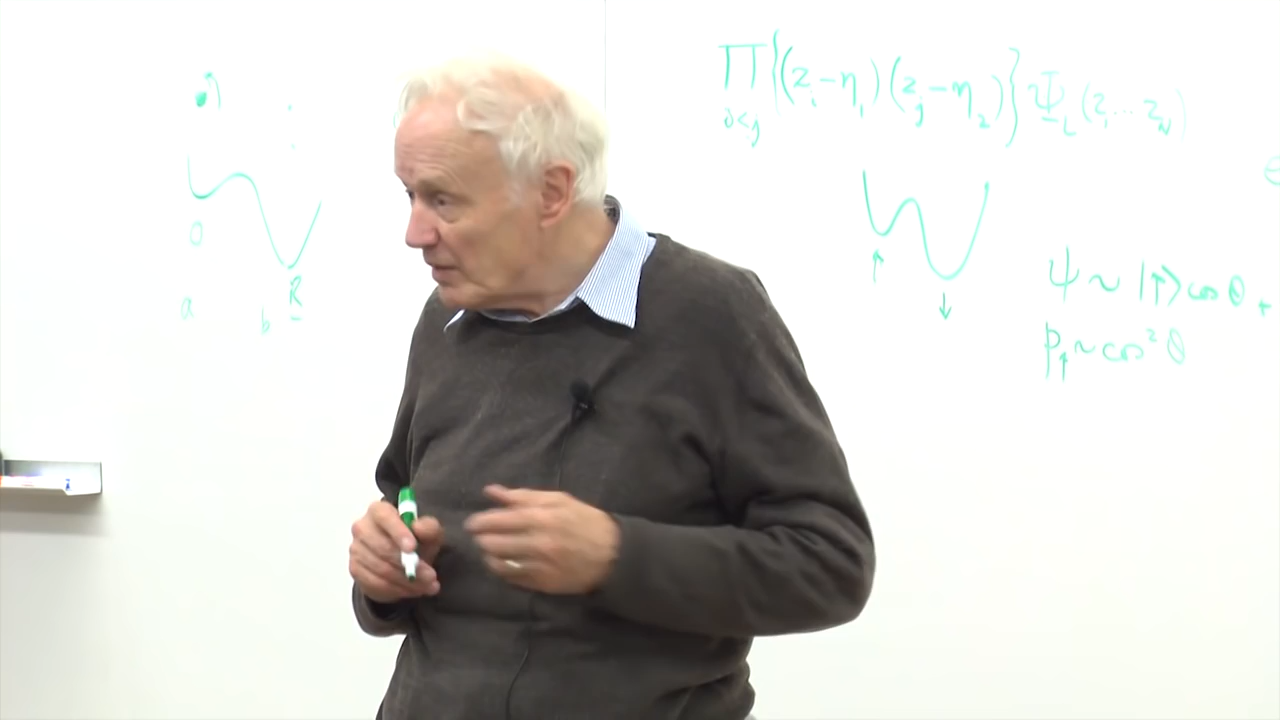 ∏ {(z_i − η_1)(z_j − η_2)} Ψ_L (z_1 ... z_N)
i<j
η
0
a b R
↑
↓
ψ ~ |↑⟩ cos θ +
P_↑ ~ cos² θ